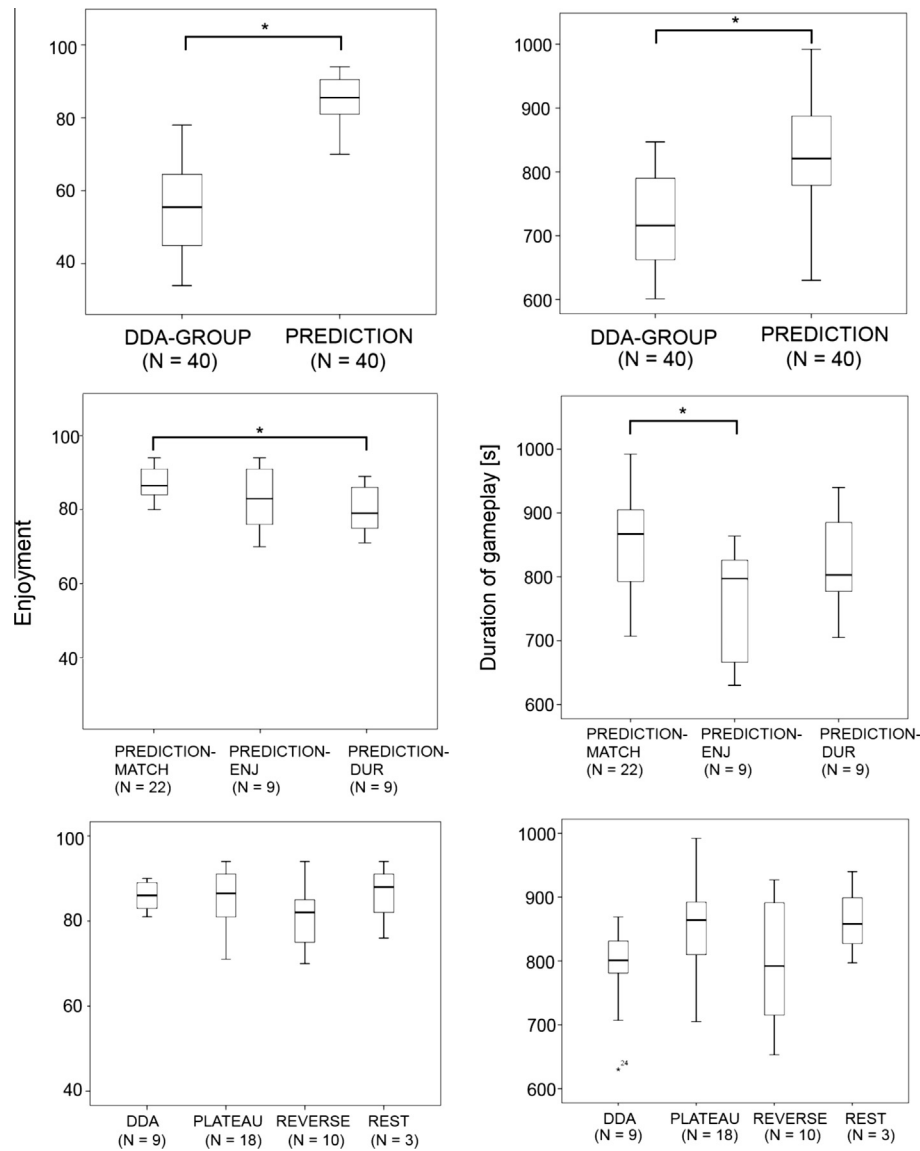 *
100
80
60
40
DDA-GROUP
(N = 40)
PREDICTION
(N = 40)
*
1000
900
800
700
600
DDA-GROUP
(N = 40)
PREDICTION
(N = 40)
Enjoyment
*
100
80
60
40
PREDICTION-
MATCH
(N = 22)
PREDICTION-
ENJ
(N = 9)
PREDICTION-
DUR
(N = 9)
Duration of gameplay [s]
*
1000
900
800
700
600
PREDICTION-
MATCH
(N = 22)
PREDICTION-
ENJ
(N = 9)
PREDICTION-
DUR
(N = 9)
100
80
60
40
DDA
(N = 9)
PLATEAU
(N = 18)
REVERSE
(N = 10)
REST
(N = 3)
1000
900
800
700
600
*24
DDA
(N = 9)
PLATEAU
(N = 18)
REVERSE
(N = 10)
REST
(N = 3)